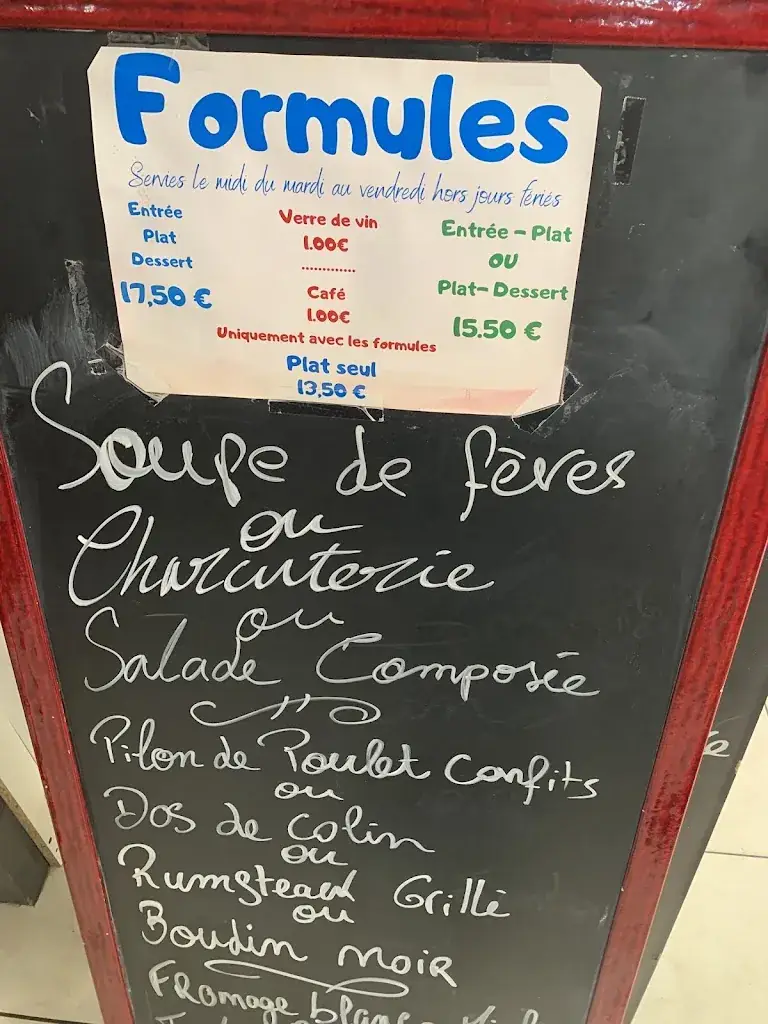 Formules
Servies le midi du mardi au vendredi hors jours fériés
Entrée
Plat
Dessert
17,50 €
Verre de vin
1.00€
.............
Café
1.00€
Uniquement avec les formules
Plat seul
13,50 €
Entrée - Plat
OU
Plat- Dessert
15.50 €
Soupe de fèves
ou
Charcuterie
ou
Salade Composée
Pilon de Poulet confits
ou
Dos de colin
ou
Rumsteack Grillé
ou
Boudin noir
Fromage blanc